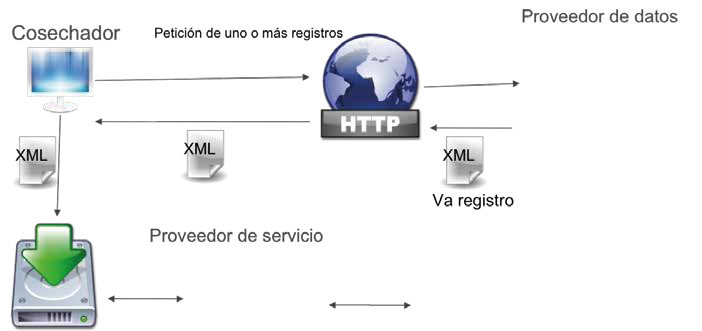 Proveedor de datos
Cosechador
Petición de uno o más registros
HTTP
XML
XML
XML
Va registro
Proveedor de servicio